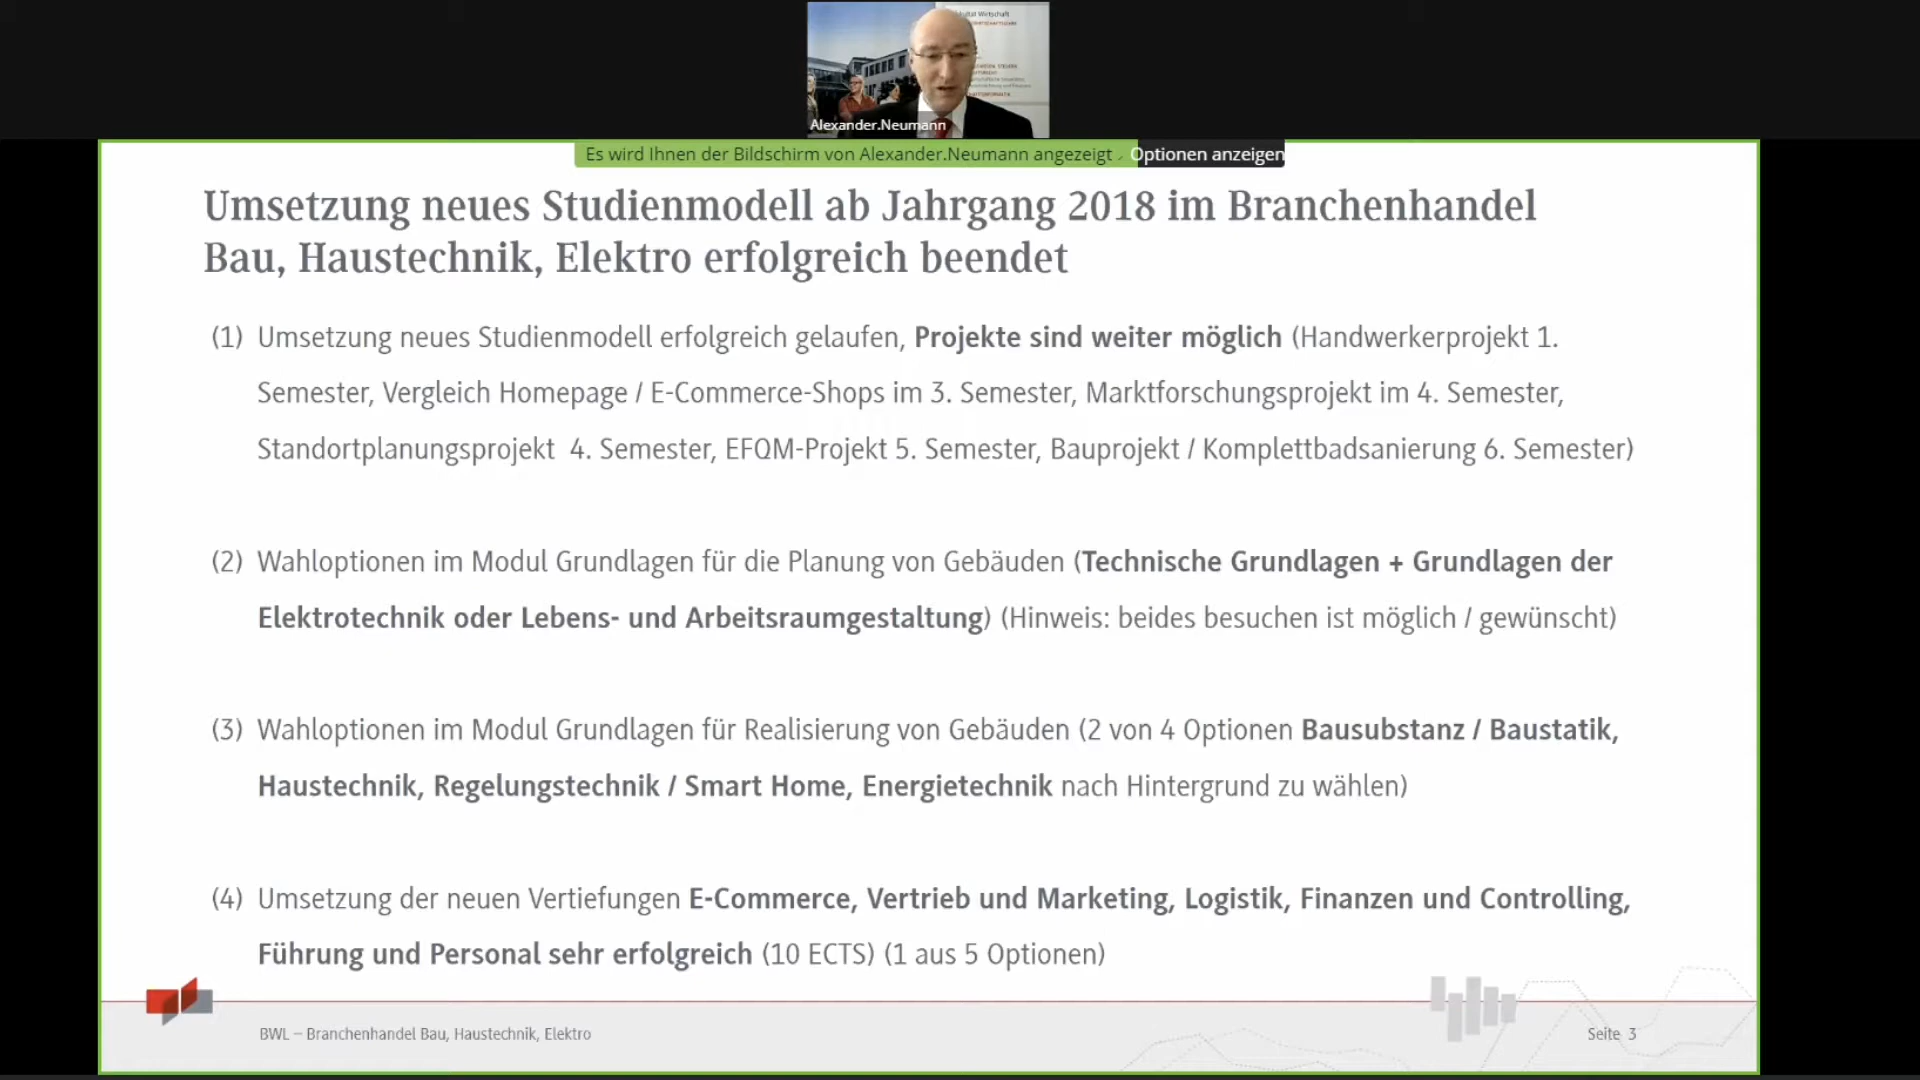 Fakultät Wirtschaft
Alexander.Neumann
Es wird Ihnen der Bildschirm von Alexander.Neumann angezeigt
Optionen anzeigen
Umsetzung neues Studienmodell ab Jahrgang 2018 im Branchenhandel
Bau, Haustechnik, Elektro erfolgreich beendet
(1) Umsetzung neues Studienmodell erfolgreich gelaufen, Projekte sind weiter möglich (Handwerkerprojekt 1.
Semester, Vergleich Homepage / E-Commerce-Shops im 3. Semester, Marktforschungsprojekt im 4. Semester,
Standortplanungsprojekt 4. Semester, EFQM-Projekt 5. Semester, Bauprojekt / Komplettbadsanierung 6. Semester)
(2) Wahloptionen im Modul Grundlagen für die Planung von Gebäuden (Technische Grundlagen + Grundlagen der
Elektrotechnik oder Lebens- und Arbeitsraumgestaltung) (Hinweis: beides besuchen ist möglich / gewünscht)
(3) Wahloptionen im Modul Grundlagen für Realisierung von Gebäuden (2 von 4 Optionen Bausubstanz / Baustatik,
Haustechnik, Regelungstechnik / Smart Home, Energietechnik nach Hintergrund zu wählen)
(4) Umsetzung der neuen Vertiefungen E-Commerce, Vertrieb und Marketing, Logistik, Finanzen und Controlling,
Führung und Personal sehr erfolgreich (10 ECTS) (1 aus 5 Optionen)
BWL – Branchenhandel Bau, Haustechnik, Elektro
Seite 3